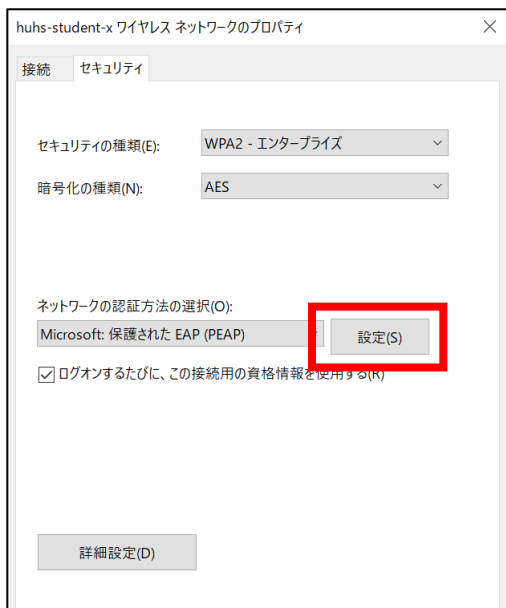 huhs-student-x ワイヤレス ネットワークのプロパティ
接続 セキュリティ
セキュリティの種類(E): WPA2 - エンタープライズ
暗号化の種類(N): AES
ネットワークの認証方法の選択(O):
Microsoft: 保護された EAP (PEAP) 設定(S)
ログオンするたびに、この接続用の資格情報を使用する(R)
詳細設定(D)